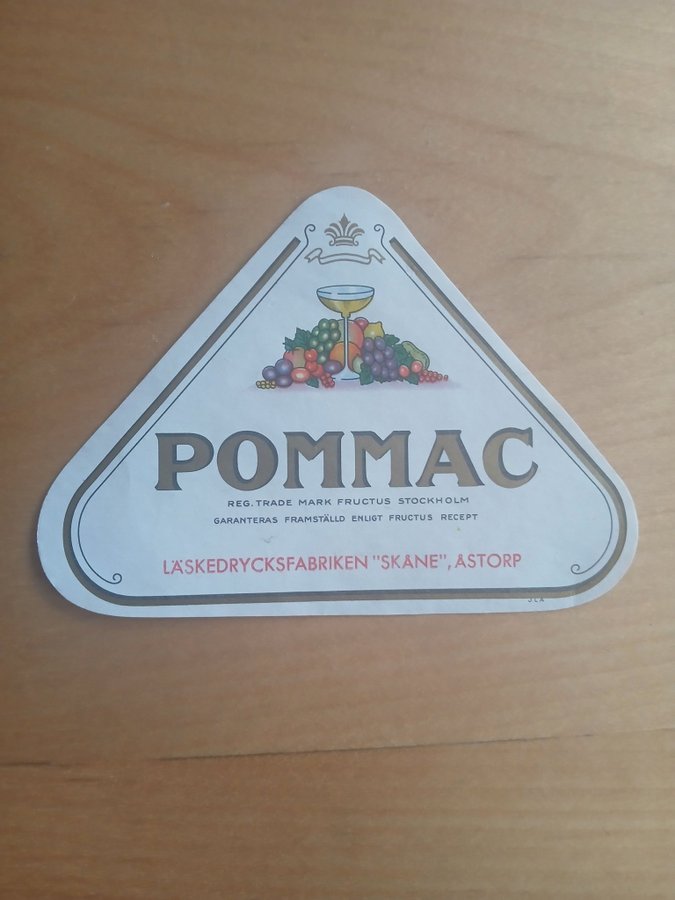 POMMAC
REG. TRADE MARK FRUCTUS STOCKHOLM
GARANTERAS FRAMSTÄLLD ENLIGT FRUCTUS RECEPT
LÄSKEDRYCKSFABRIKEN "SKÅNE", ÅSTORP
J.L.A